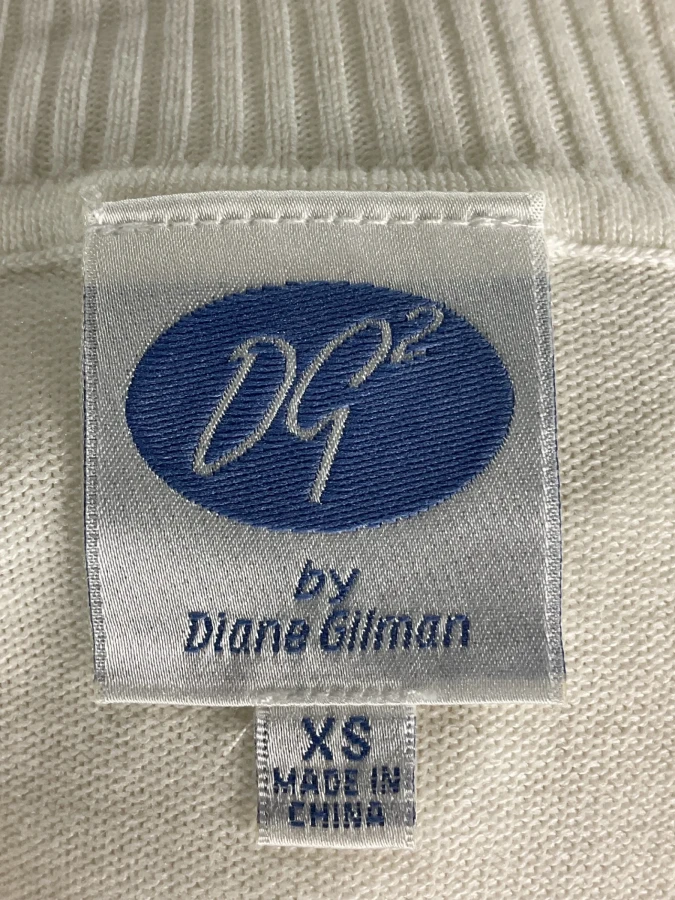 DG²
by
Diane Gilman
XS
MADE IN
CHINA